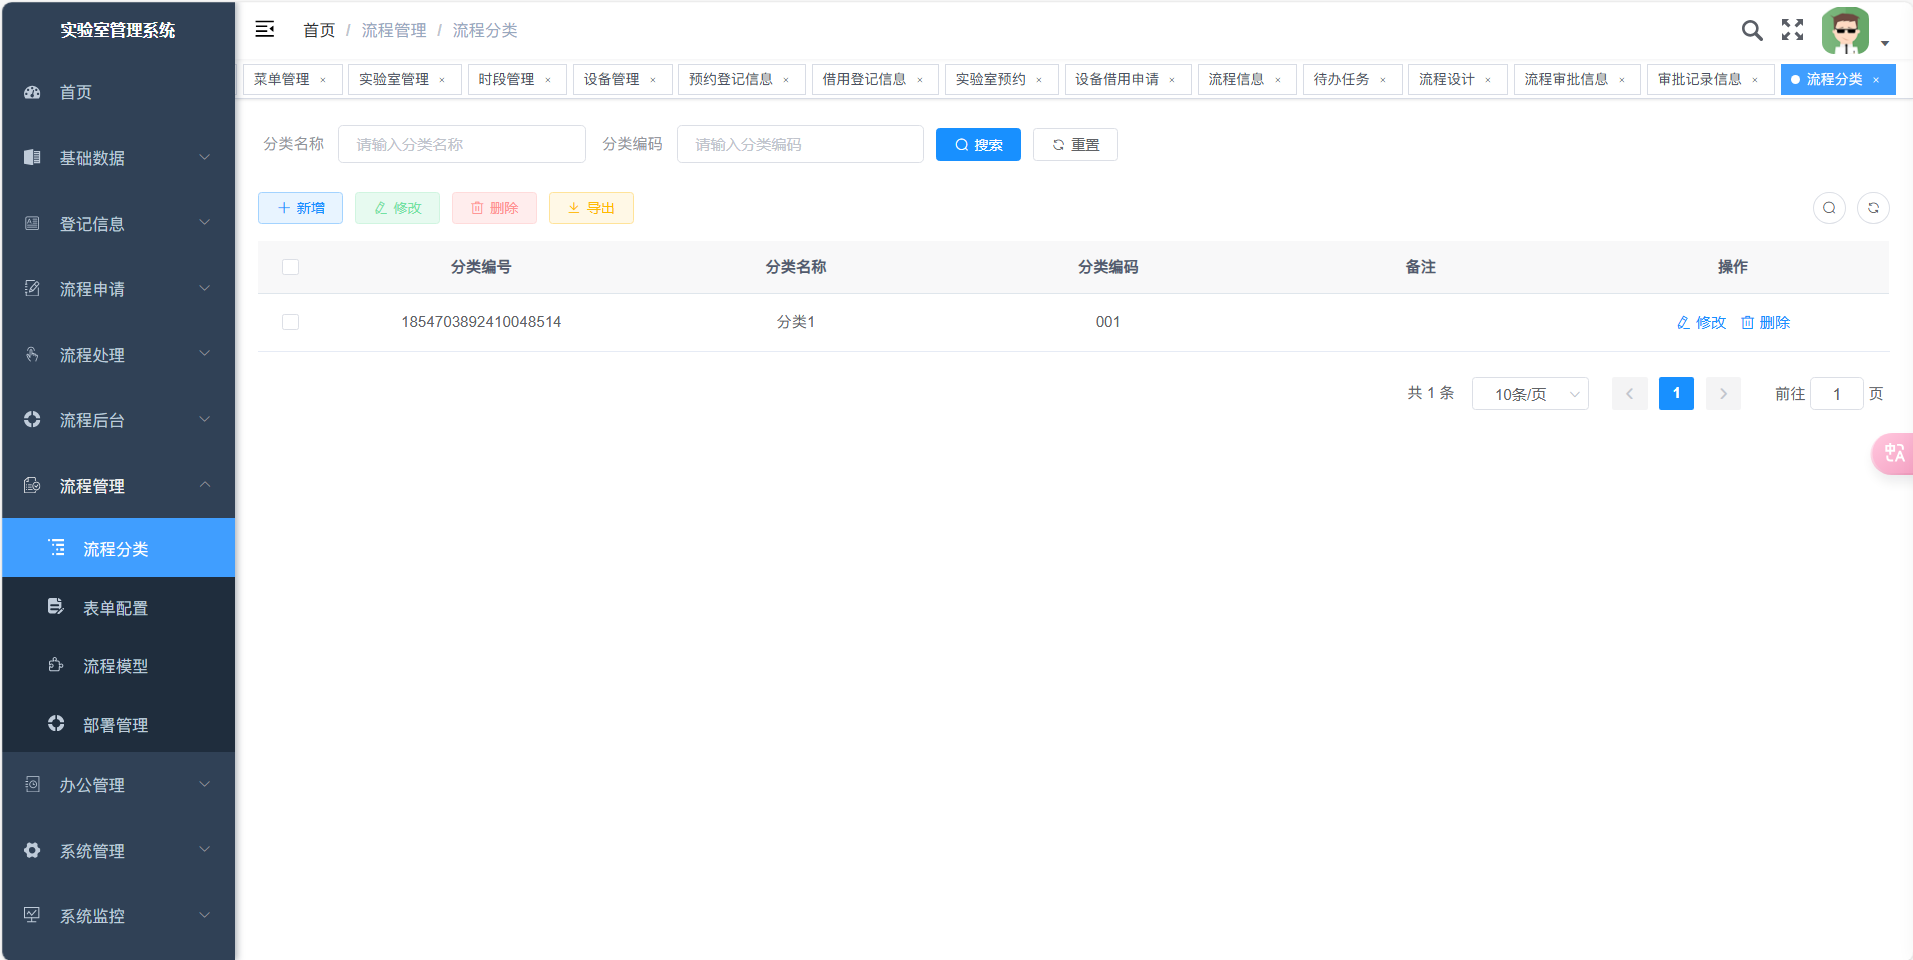 实验室管理系统
首页
基础数据
登记信息
流程申请
流程处理
流程后台
流程管理
流程分类
表单配置
流程模型
部署管理
办公管理
系统管理
系统监控
首页 / 流程管理 / 流程分类
菜单管理 × 实验室管理 × 时段管理 × 设备管理 × 预约登记信息 × 借用登记信息 × 实验室预约 × 设备借用申请 × 流程信息 × 待办任务 × 流程设计 × 流程审批信息 × 审批记录信息 × 流程分类 ×
分类名称 请输入分类名称 分类编码 请输入分类编码 搜索 重置
新增 修改 删除 导出
分类编号 分类名称 分类编码 备注 操作
1854703892410048514 分类1 001 修改 删除
共 1 条 10条/页 1 前往 1 页
中A